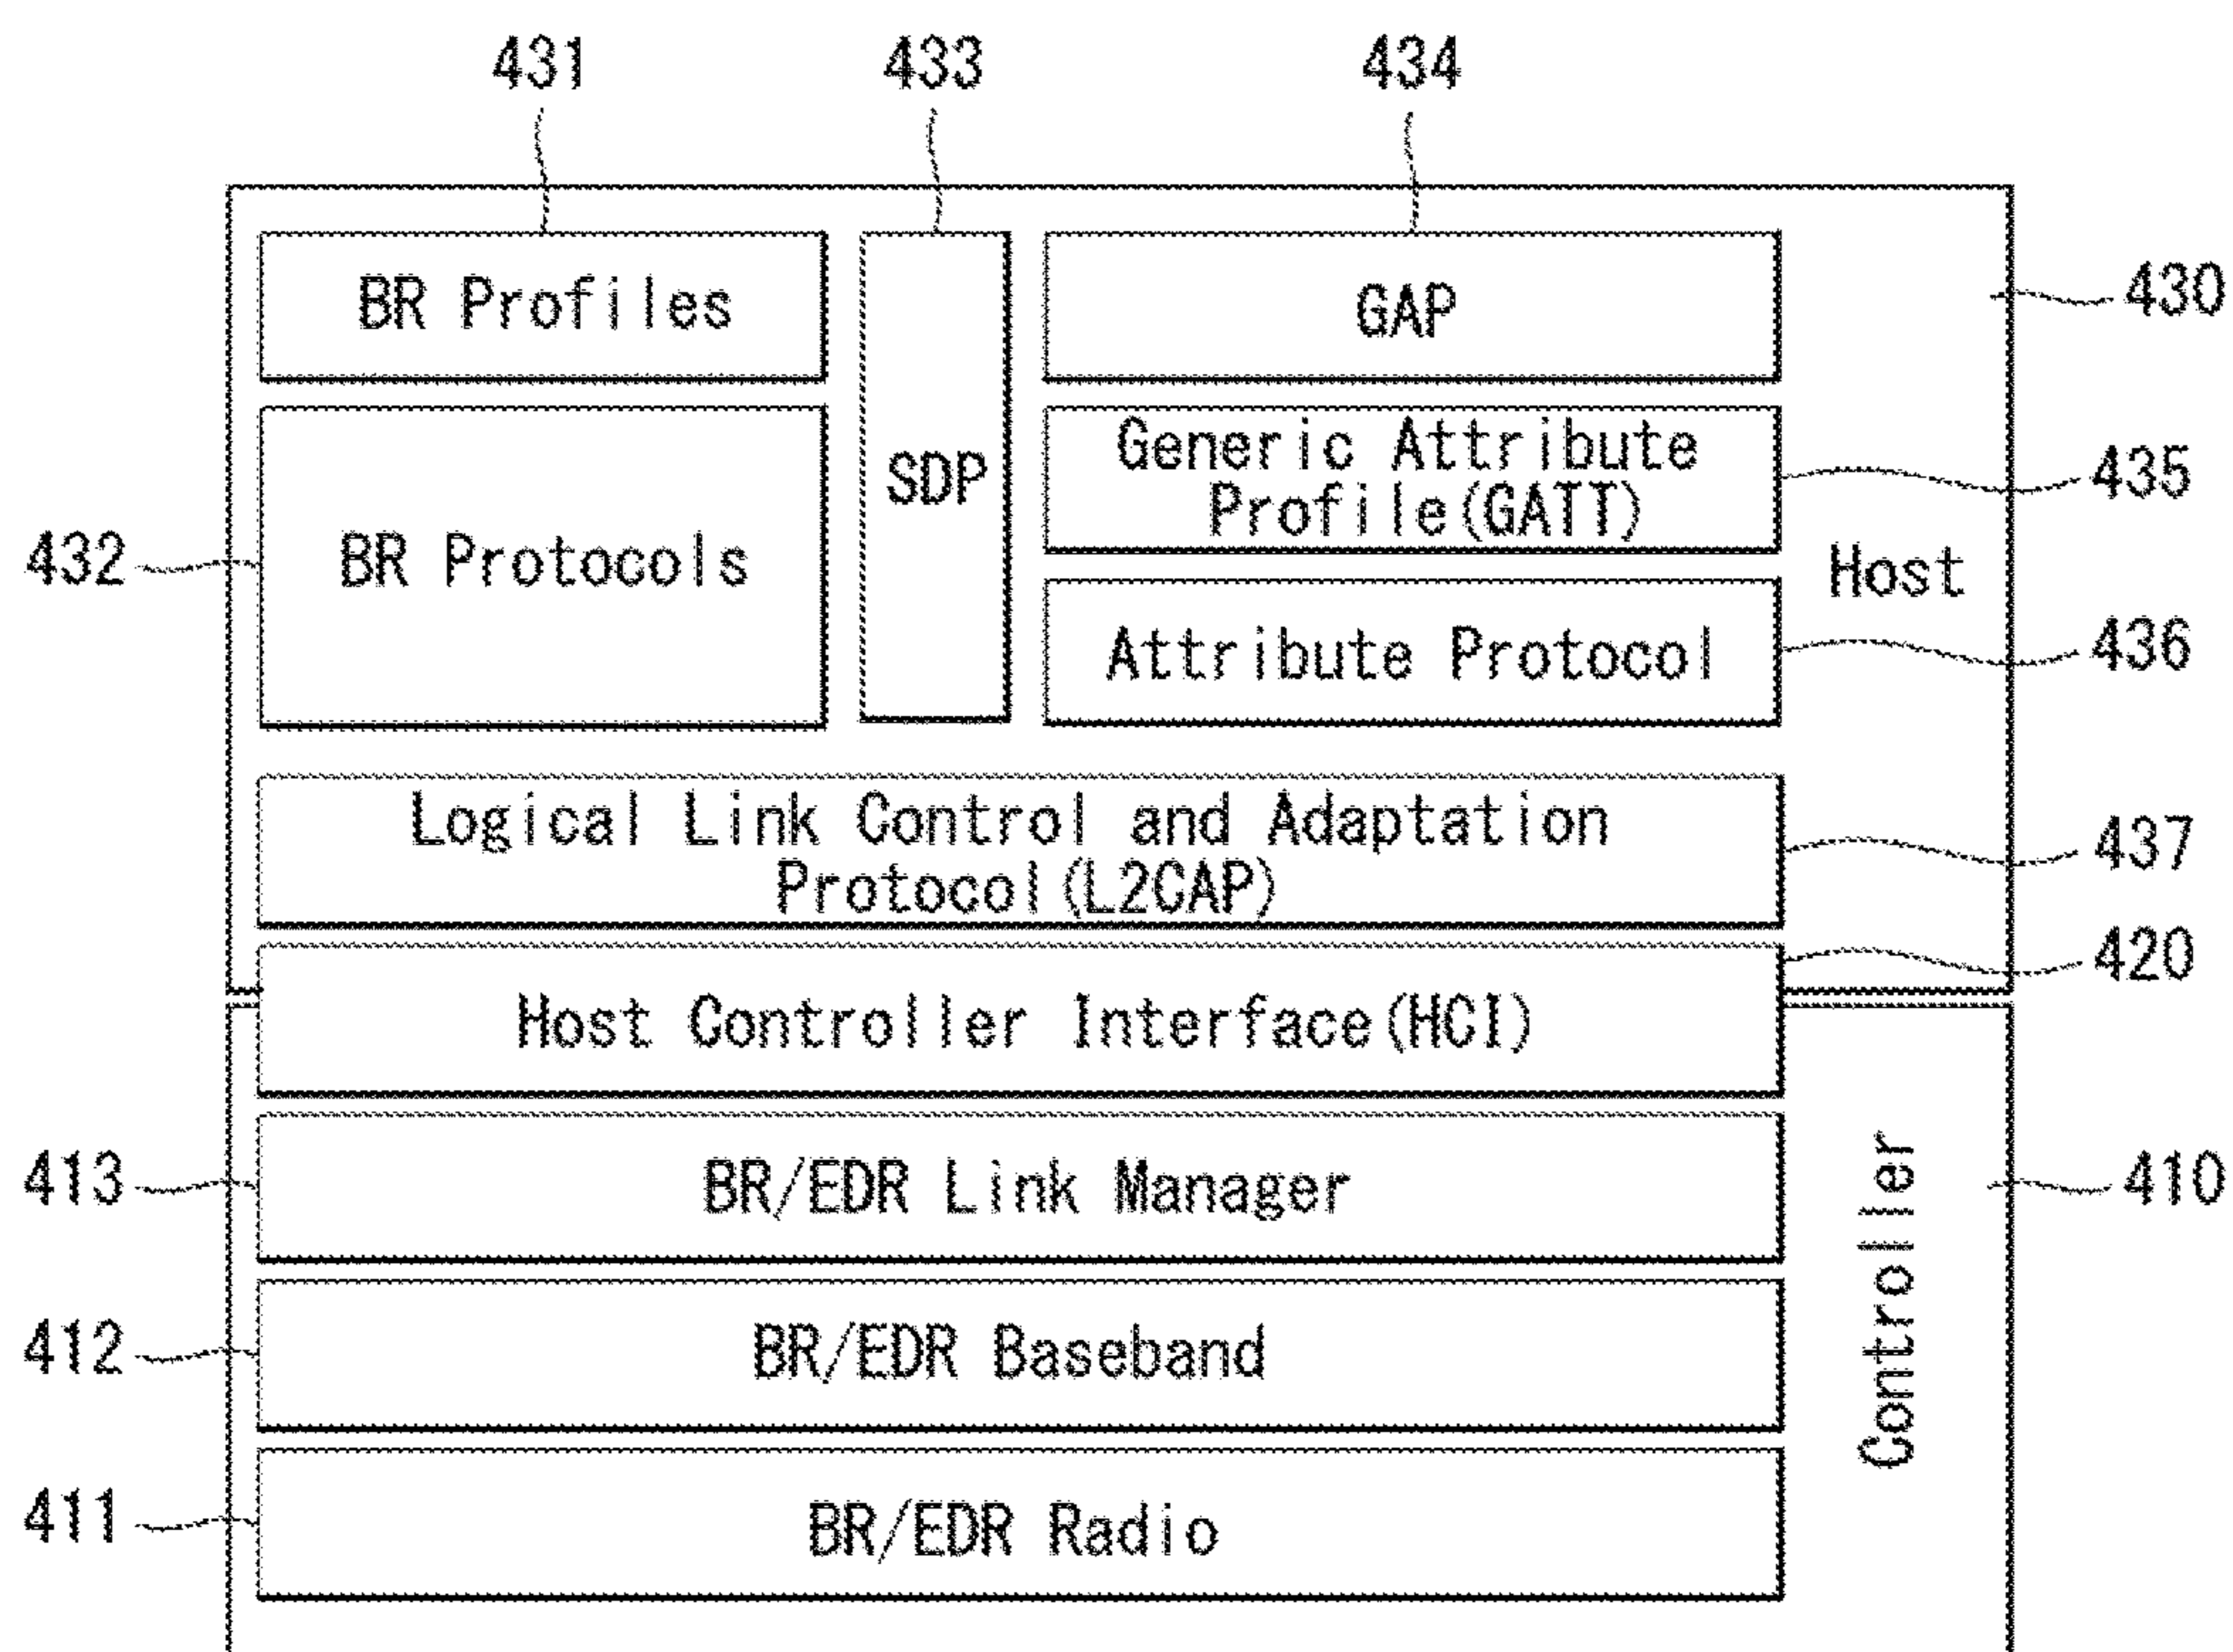 431
433
434
BR Profiles
GAP
430
Generic Attribute
Profile(GATT)
435
SDP
432
BR Protocols
Host
Attribute Protocol
436
Logical Link Control and Adaptation
Protocol(L2CAP)
437
420
Host Controller Interface(HCI)
413
BR/EDR Link Manager
410
Controller
412
BR/EDR Baseband
411
BR/EDR Radio